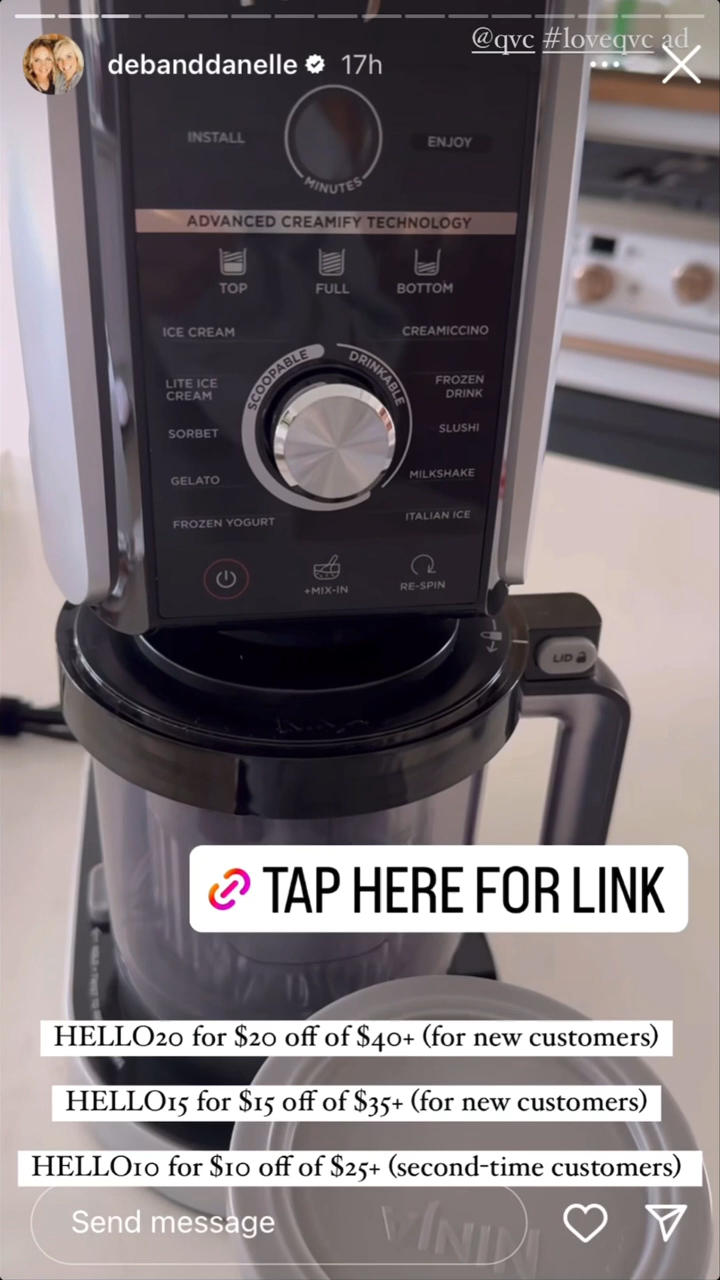 @qvc #loveqvc ad
debanddanelle 17h
INSTALL
ENJOY
MINUTES
ADVANCED CREAMIFY TECHNOLOGY
TOP
FULL
BOTTOM
ICE CREAM
CREAMICCINO
SCOOPABLE
DRINKABLE
LITE ICE
CREAM
FROZEN
DRINK
SORBET
SLUSHI
GELATO
MILKSHAKE
FROZEN YOGURT
ITALIAN ICE
+MIX-IN
RE-SPIN
LID
TAP HERE FOR LINK
HELLO20 for $20 off of $40+ (for new customers)
HELLO15 for $15 off of $35+ (for new customers)
HELLO10 for $10 off of $25+ (second-time customers)
Send message
NINJA